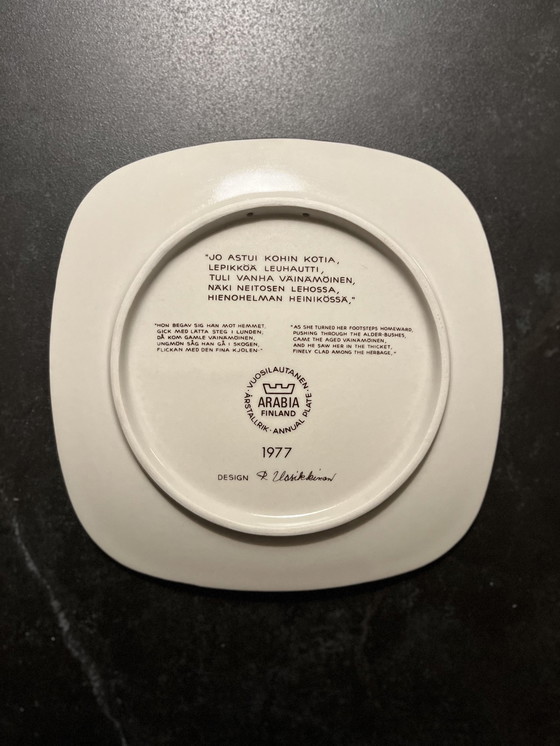 "JO ASTUI KOHIN KOTIA,
LEPIKKÖÄ LEUHAUTTI,
TULI VANHA VÄINÄMÖINEN,
NÄKI NEITOSEN LEHOSSA,
HIENOHELMAN HEINIKÖSSÄ,"
"HON BEGAV SIG HÄN MOT HEMMET.
GICK MED LÄTTA STEG I LUNDEN;
DÅ KOM GAMLE VÄINÄMÖINEN,
UNGMÖN SÅG HAN GÅ I SKOGEN,
FLICKAN MED DEN FINA KJOLEN."
"AS SHE TURNED HER FOOTSTEPS HOMEWARD,
PUSHING THROUGH THE ALDER-BUSHES,
CAME THE AGED VÄINÄMÖINEN,
AND HE SAW HER IN THE THICKET,
FINELY CLAD AMONG THE HERBAGE,"
·VUOSILAUTANEN·
ARABIA
FINLAND
ÅRSTALLRIK·ANNUAL PLATE
1977
DESIGN R. Uosikkinen